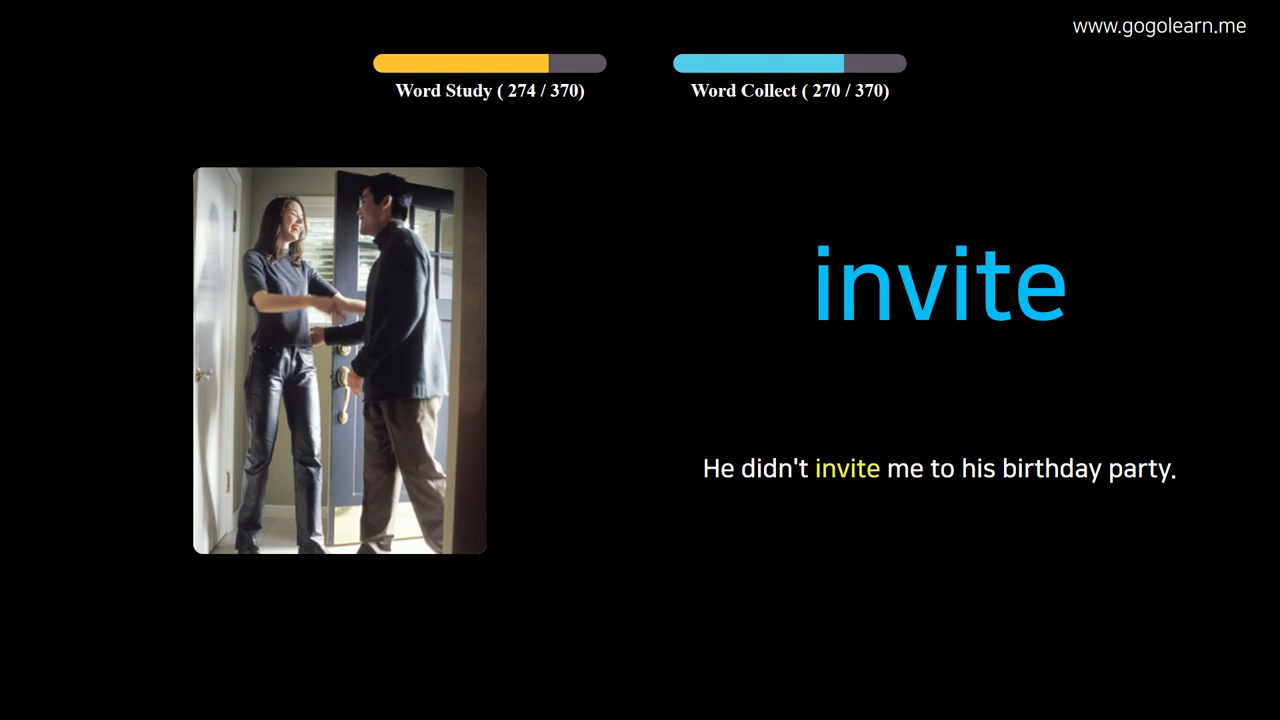 www.gogolearn.me
Word Study ( 274 / 370)
Word Collect ( 270 / 370)
invite
He didn't invite me to his birthday party.